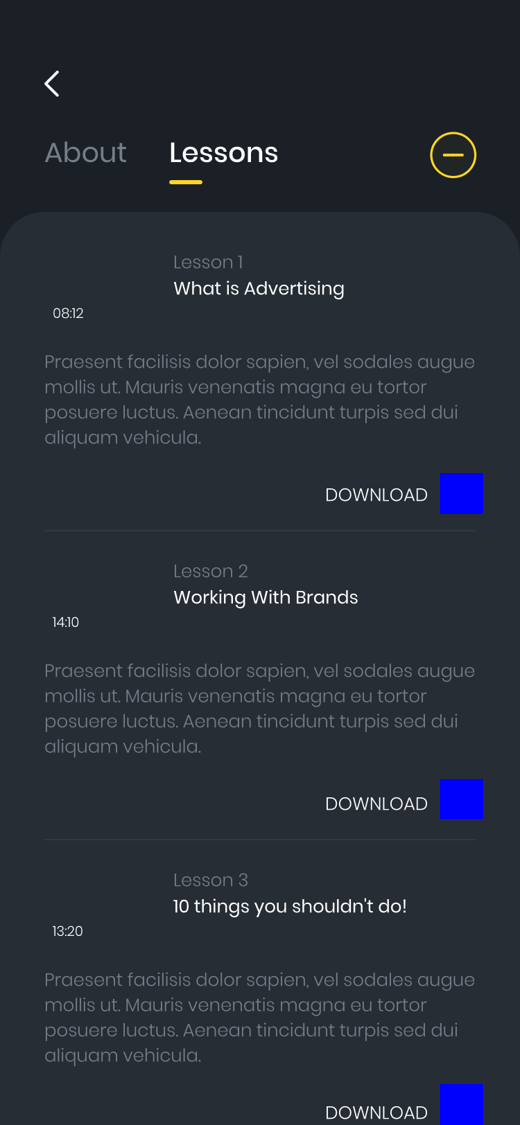 About
Lessons
Lesson 1
What is Advertising
08:12
Praesent facilisis dolor sapien, vel sodales augue
mollis ut. Mauris venenatis magna eu tortor
posuere luctus. Aenean tincidunt turpis sed dui
aliquam vehicula.
DOWNLOAD
Lesson 2
Working With Brands
14:10
Praesent facilisis dolor sapien, vel sodales augue
mollis ut. Mauris venenatis magna eu tortor
posuere luctus. Aenean tincidunt turpis sed dui
aliquam vehicula.
DOWNLOAD
Lesson 3
10 things you shouldn't do!
13:20
Praesent facilisis dolor sapien, vel sodales augue
mollis ut. Mauris venenatis magna eu tortor
posuere luctus. Aenean tincidunt turpis sed dui
aliquam vehicula.
DOWNLOAD